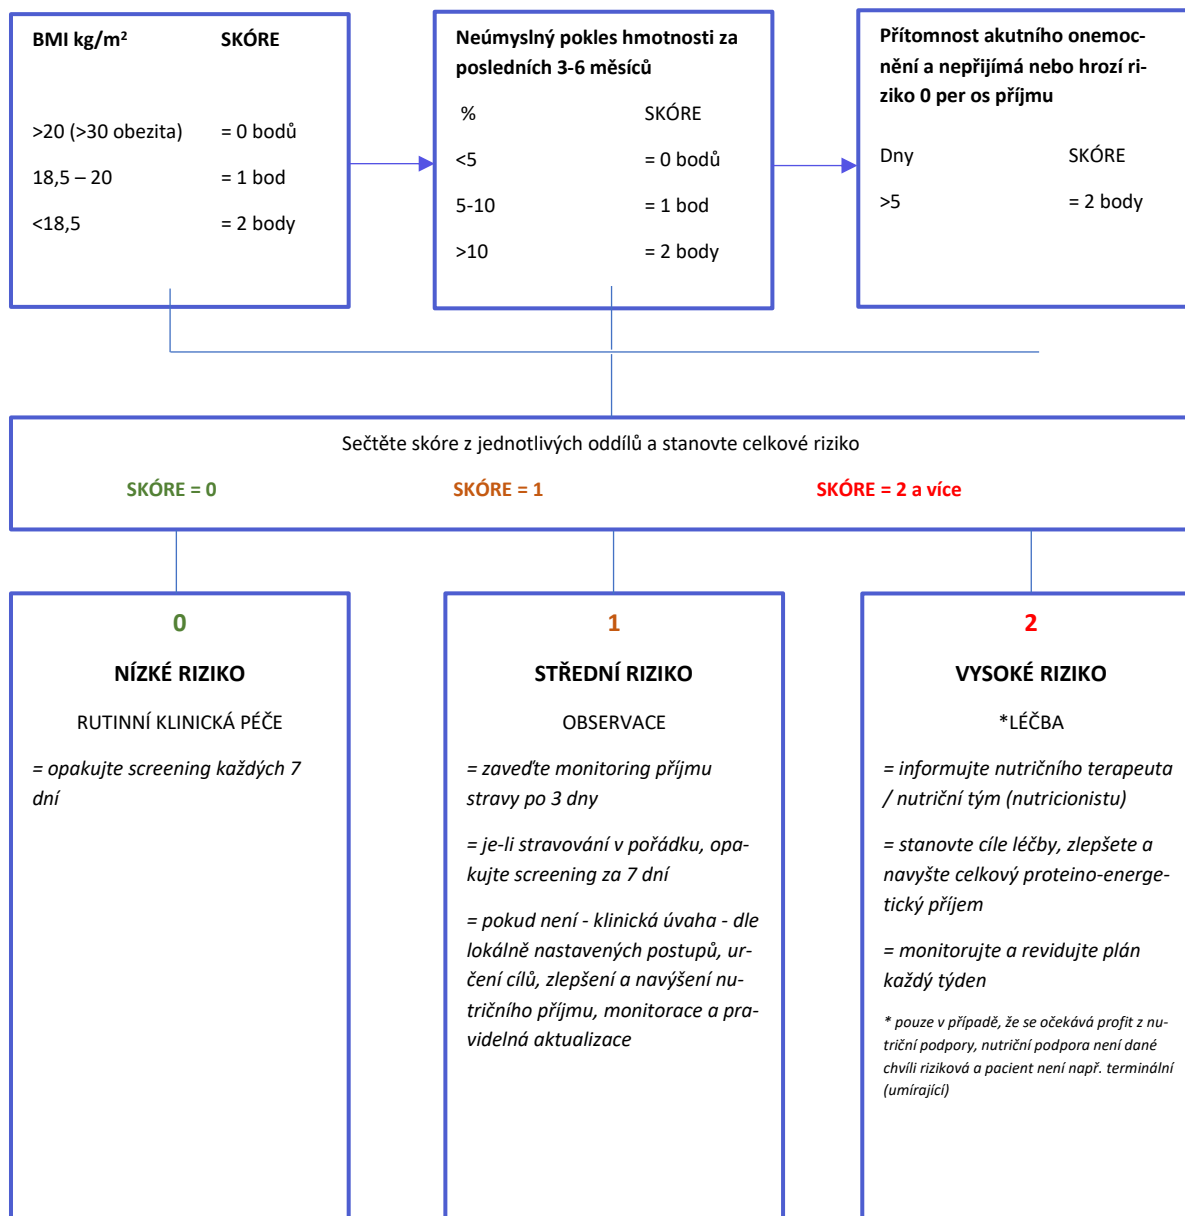 BMI kg/m² SKÓRE
>20 (>30 obezita) = 0 bodů
18,5 – 20 = 1 bod
<18,5 = 2 body
Neúmyslný pokles hmotnosti za
posledních 3-6 měsíců
% SKÓRE
<5 = 0 bodů
5-10 = 1 bod
>10 = 2 body
Přítomnost akutního onemoc-
nění a nepřijímá nebo hrozí ri-
ziko 0 per os příjmu
Dny SKÓRE
>5 = 2 body
Sečtěte skóre z jednotlivých oddílů a stanovte celkové riziko
SKÓRE = 0 SKÓRE = 1 SKÓRE = 2 a více
0
NÍZKÉ RIZIKO
RUTINNÍ KLINICKÁ PÉČE
= opakujte screening každých 7
dní
1
STŘEDNÍ RIZIKO
OBSERVACE
= zaveďte monitoring příjmu
stravy po 3 dny
= je-li stravování v pořádku, opa-
kujte screening za 7 dní
= pokud není - klinická úvaha - dle
lokálně nastavených postupů, ur-
čení cílů, zlepšení a navýšení nu-
tričního příjmu, monitorace a pra-
videlná aktualizace
2
VYSOKÉ RIZIKO
*LÉČBA
= informujte nutričního terapeuta
/ nutriční tým (nutricionistu)
= stanovte cíle léčby, zlepšete a
navyšte celkový proteino-energe-
tický příjem
= monitorujte a revidujte plán
každý týden
* pouze v případě, že se očekává profit z nu-
triční podpory, nutriční podpora není dané
chvíli riziková a pacient není např. terminální
(umírající)